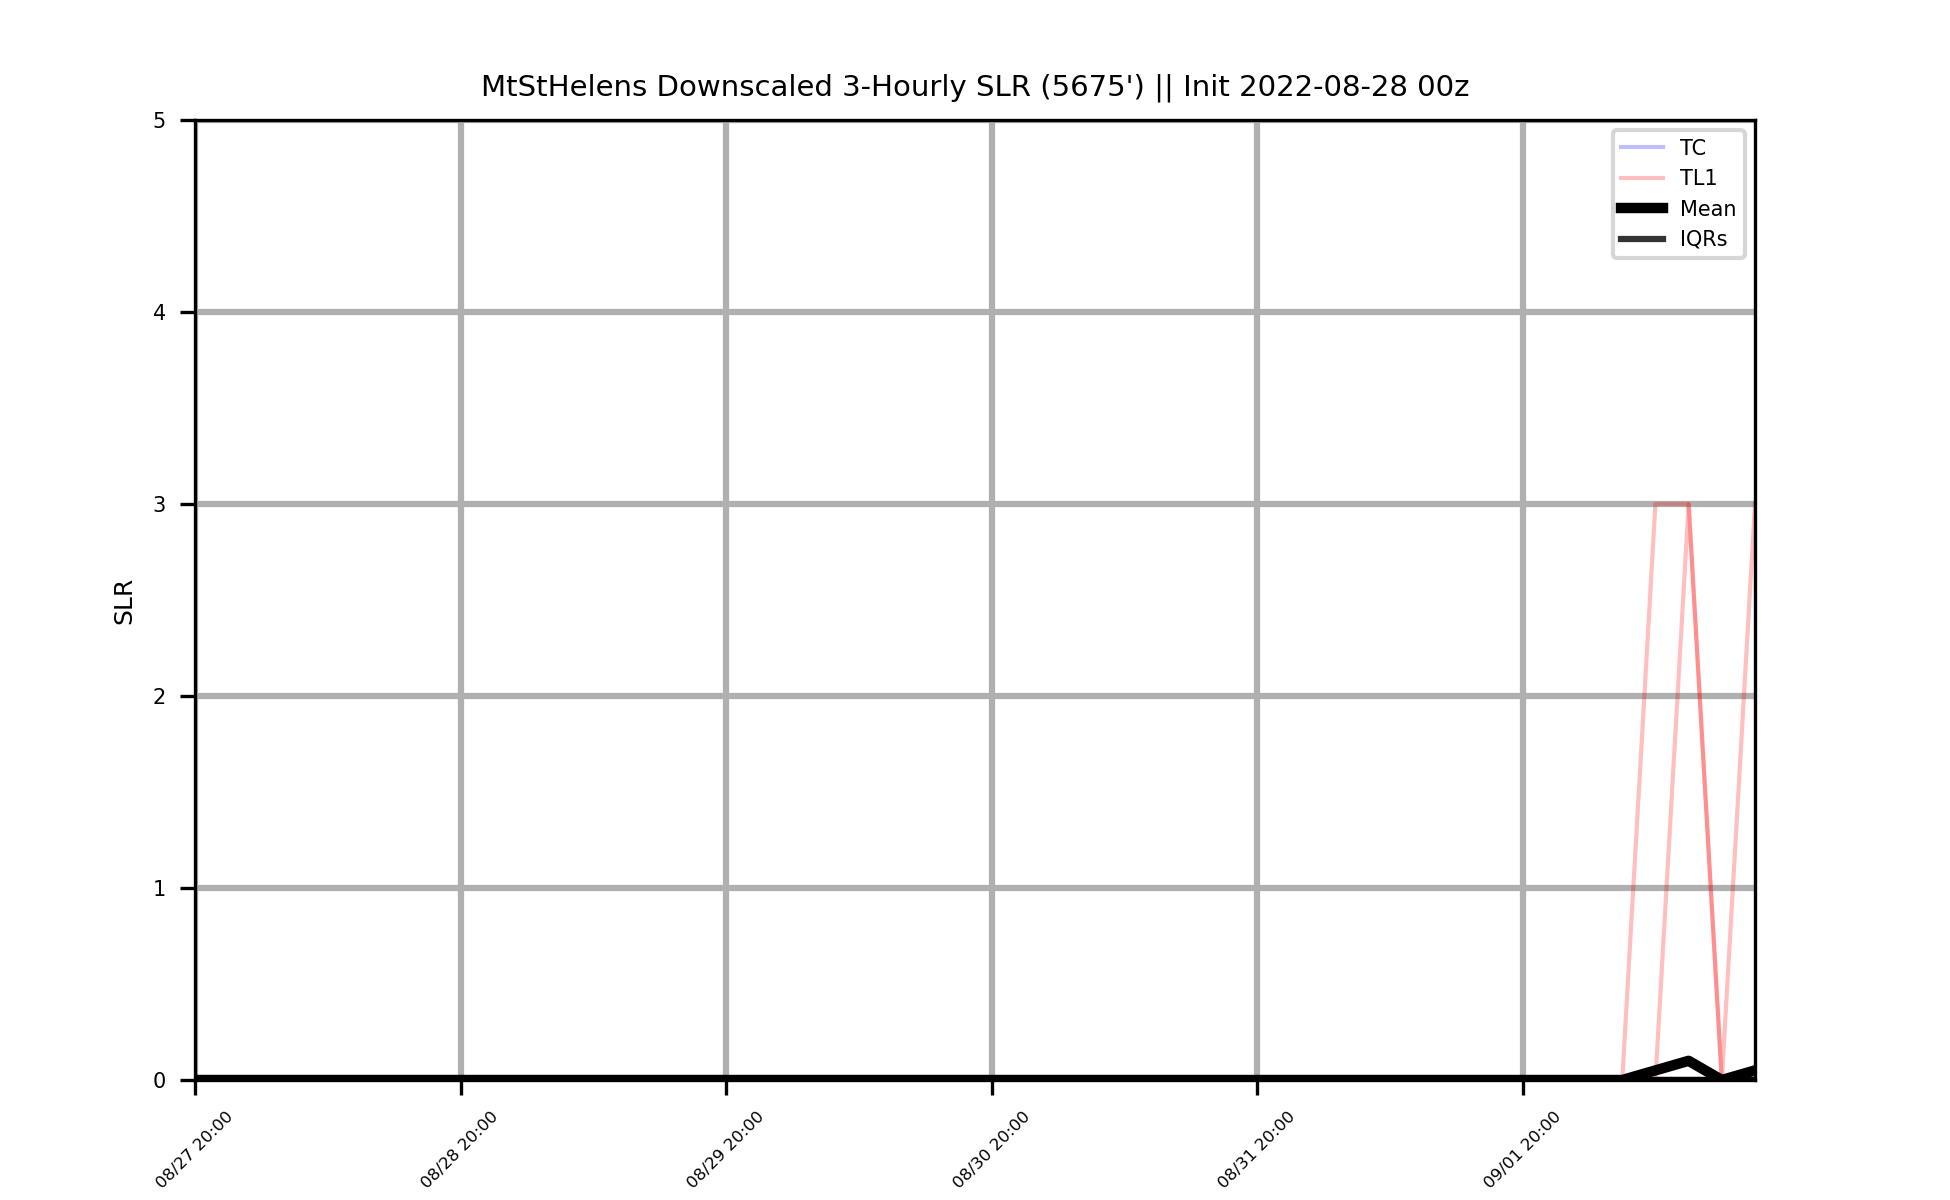 MtStHelens Downscaled 3-Hourly SLR (5675') || Init 2022-08-28 00z
5
4
3
2
1
0
SLR
TC
TL1
Mean
IQRs
08/27 20:00
08/28 20:00
08/29 20:00
08/30 20:00
08/31 20:00
09/01 20:00